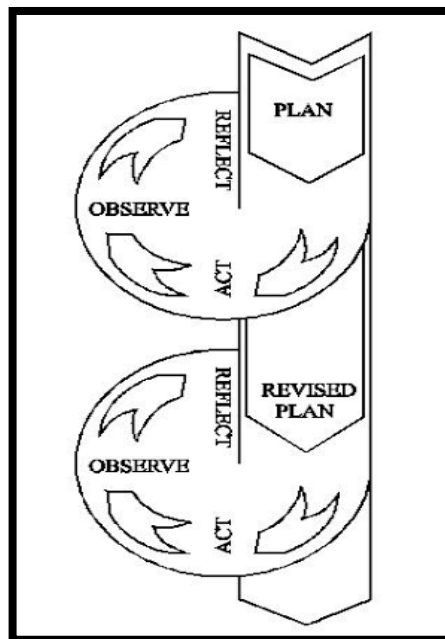 PLAN
REFLECT
OBSERVE
ACT
REVISED
PLAN
REFLECT
OBSERVE
ACT